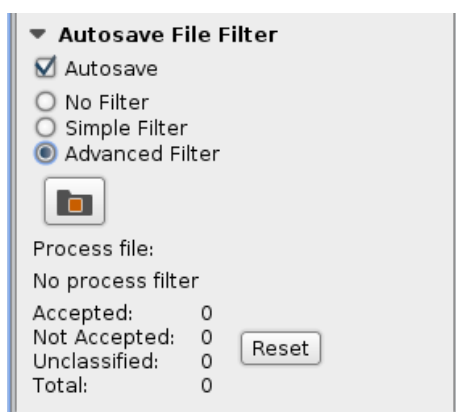 Autosave File Filter
Autosave
No Filter
Simple Filter
Advanced Filter
Process file:
No process filter
Accepted: 0
Not Accepted: 0
Unclassified: 0
Total: 0
Reset